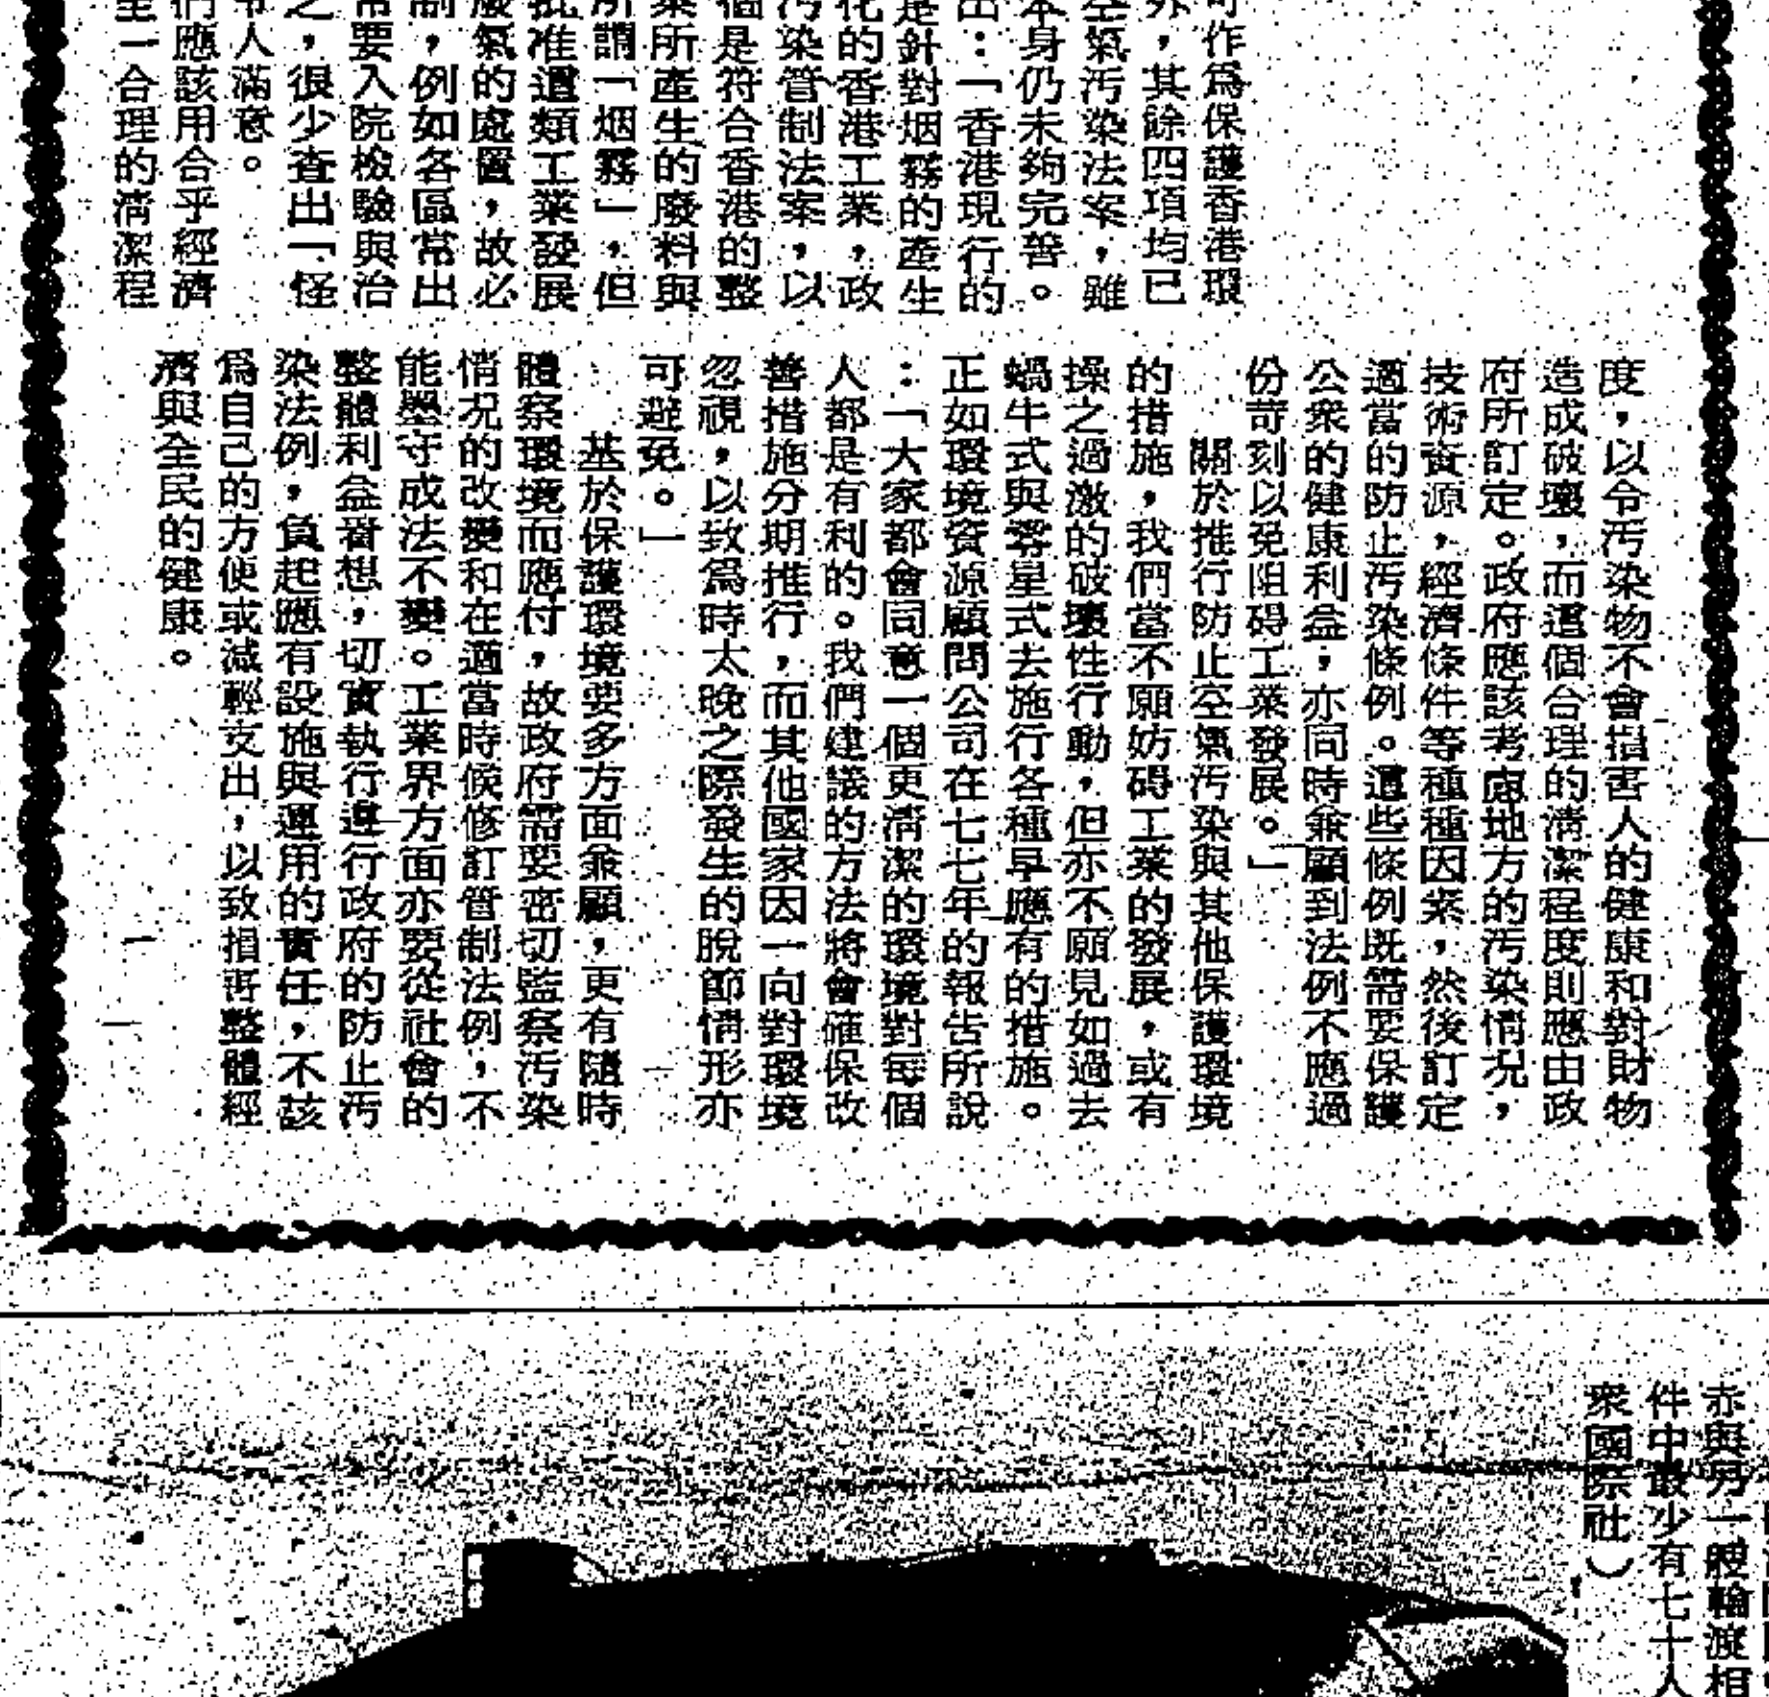 可作爲保護香港環
外，其餘四項均已
空氣汚染法案，雖
本身仍未夠完善。
出：「香港現行的
是針對烟霧的產生
化的香港工業，政
汚染管制法案，以
個是符合香港的整
業所產生的廢料與
所謂「烟霧」，但
批准這類工業發展
廢氣的處置，故必
制，例如各區常出
常要入院檢驗與治
之，很少查出「怪
令人滿意。
們應該用合乎經濟
至一合理的淸潔程
度，以令汚染物不會損害人的健康和對財物
造成破壞，而這個合理的淸潔程度則應由政
府所訂定。政府應該考慮地方的汚染情況，
技術資源，經濟條件等種種因素，然後訂定
適當的防止汚染條例。這些條例既需要保護
公衆的健康利益，亦同時兼顧到法例不應過
份苛刻以免阻碍工業發展。」
關於推行防止空氣汚染與其他保護環境
的措施，我們當不願妨碍工業的發展，或有
操之過激的破壞性行動，但亦不願見如過去
蝸牛式與零星式去施行各種早應有的措施。
正如環境資源顧問公司在七七年的報告所說
：「大家都會同意一個更淸潔的環境對每個
人都是有利的。我們建議的方法將會確保改
善措施分期推行，而其他國家因一向對環境
忽視，以致爲時太晚之際發生的脫節情形亦
可避免。」
基於保護環境要多方面兼顧，更有隨時
體察環境而應付，故政府需要密切監察汚染
情況的改變和在適當時候修訂管制法例，不
能墨守成法不變。工業界方面亦要從社會的
整體利益着想，切實執行遵行政府的防止汚
染法例，負起應有設施與運用的責任，不該
爲自己的方便或減輕支出，以致損害整體經
濟與全民的健康。
赤與另一艘輪渡相
件中最少有七十人
衆國際社）